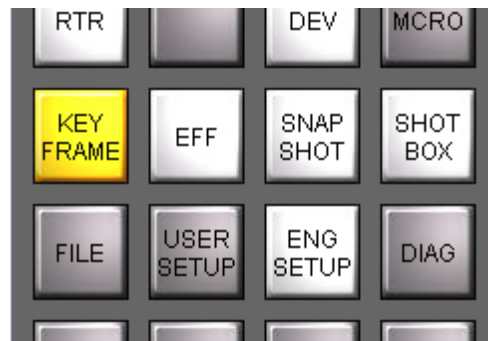 RTR
DEV
MCRO
KEY
FRAME
EFF
SNAP
SHOT
SHOT
BOX
FILE
USER
SETUP
ENG
SETUP
DIAG